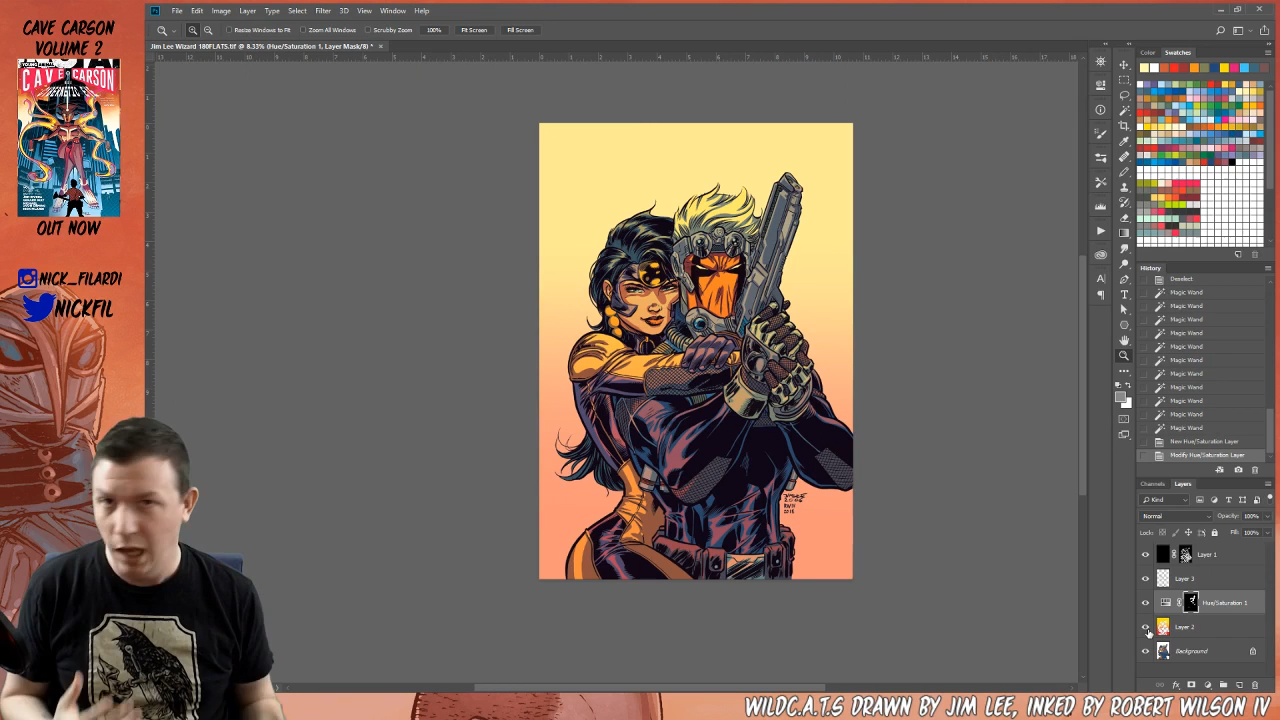 CAVE CARSON
VOLUME 2
CAVE CARSON
OUT NOW
NICK_FILARDI
NICKFIL
File Edit Image Layer Type Select Filter 3D View Window Help
Resize Windows to Fit Zoom All Windows Scrubby Zoom 100% Fit Screen Fill Screen
Jim Lee Wizard 180FLATS.tif @ 8.33% (Hue/Saturation 1, Layer Mask/8) *
Color Swatches
History
Deselect
Magic Wand
Magic Wand
Magic Wand
Magic Wand
Magic Wand
Magic Wand
Magic Wand
Magic Wand
Magic Wand
Magic Wand
Magic Wand
New Hue/Saturation Layer
Modify Hue/Saturation Layer
Channels Layers
Kind
Normal Opacity: 100%
Lock: Fill: 100%
Layer 1
Layer 3
Hue/Saturation 1
Layer 2
Background
WILDC.A.T.S DRAWN BY JIM LEE, INKED BY ROBERT WILSON IV